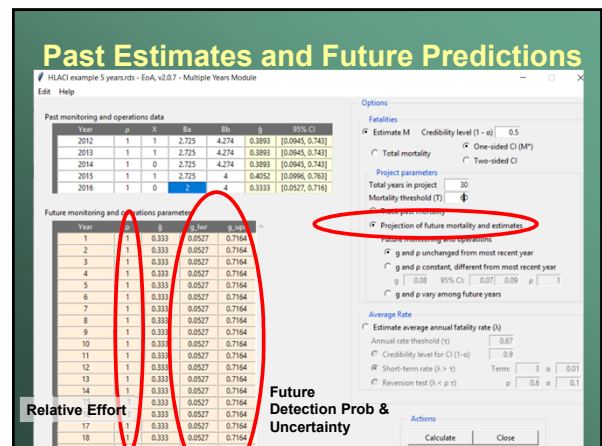 Past Estimates and Future Predictions
HLACI example 5 years.rds - EoA, v2.0.7 - Multiple Years Module
Edit Help
Past monitoring and operations data
Year ρ X Ba Bb ĝ 95% CI
2012 1 1 2.725 4.274 0.3893 [0.0945, 0.743]
2013 1 1 2.725 4.274 0.3893 [0.0945, 0.743]
2014 1 0 2.725 4.274 0.3893 [0.0945, 0.743]
2015 1 1 2.725 4 0.4052 [0.0996, 0.763]
2016 1 0 2 4 0.3333 [0.0527, 0.716]
Future monitoring and operations parameters
Year ρ ĝ g_lwr g_upr
1 1 0.333 0.0527 0.7164
2 1 0.333 0.0527 0.7164
3 1 0.333 0.0527 0.7164
4 1 0.333 0.0527 0.7164
5 1 0.333 0.0527 0.7164
6 1 0.333 0.0527 0.7164
7 1 0.333 0.0527 0.7164
8 1 0.333 0.0527 0.7164
9 1 0.333 0.0527 0.7164
10 1 0.333 0.0527 0.7164
11 1 0.333 0.0527 0.7164
12 1 0.333 0.0527 0.7164
13 1 0.333 0.0527 0.7164
14 1 0.333 0.0527 0.7164
1 0.333 0.0527 0.7164
0.333 0.0527 0.7164
17 1 0.333 0.0527 0.7164
18 1 0.333 0.0527 0.7164
Relative Effort
Future
Detection Prob &
Uncertainty
Options
Fatalities
Estimate M Credibility level (1 - α) 0.5
Total mortality
One-sided CI (M*)
Two-sided CI
Project parameters
Total years in project 30
Mortality threshold (T)
Track past mortality
Projection of future mortality and estimates
Future monitoring and operations
g and ρ unchanged from most recent year
g and ρ constant, different from most recent year
g 0.08 95% CI: 0.07 0.09 ρ 1
g and ρ vary among future years
Average Rate
Estimate average annual fatality rate (λ)
Annual rate theshold (τ) 0.67
Credibility level for CI (1-α) 0.9
Short-term rate (λ > τ) Term: 3 α 0.01
Reversion test (λ < ρ τ) ρ 0.6 α 0.1
Actions
Calculate Close